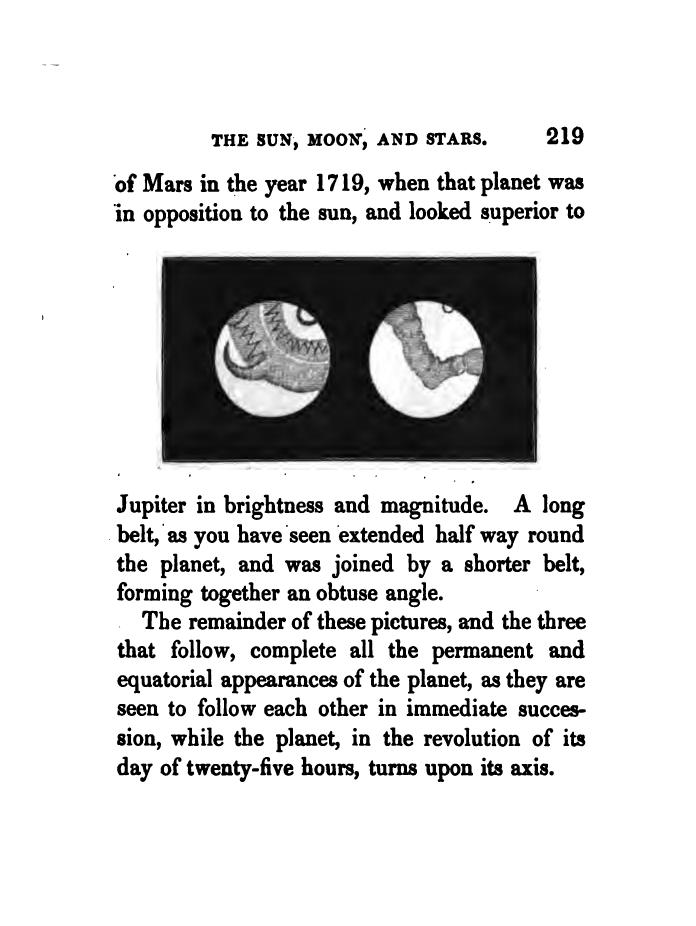 THE SUN, MOON, AND STARS. 219
of Mars in the year 1719, when that planet was
in opposition to the sun, and looked superior to
Jupiter in brightness and magnitude. A long
belt, as you have seen extended half way round
the planet, and was joined by a shorter belt,
forming together an obtuse angle.
The remainder of these pictures, and the three
that follow, complete all the permanent and
equatorial appearances of the planet, as they are
seen to follow each other in immediate succes-
sion, while the planet, in the revolution of its
day of twenty-five hours, turns upon its axis.